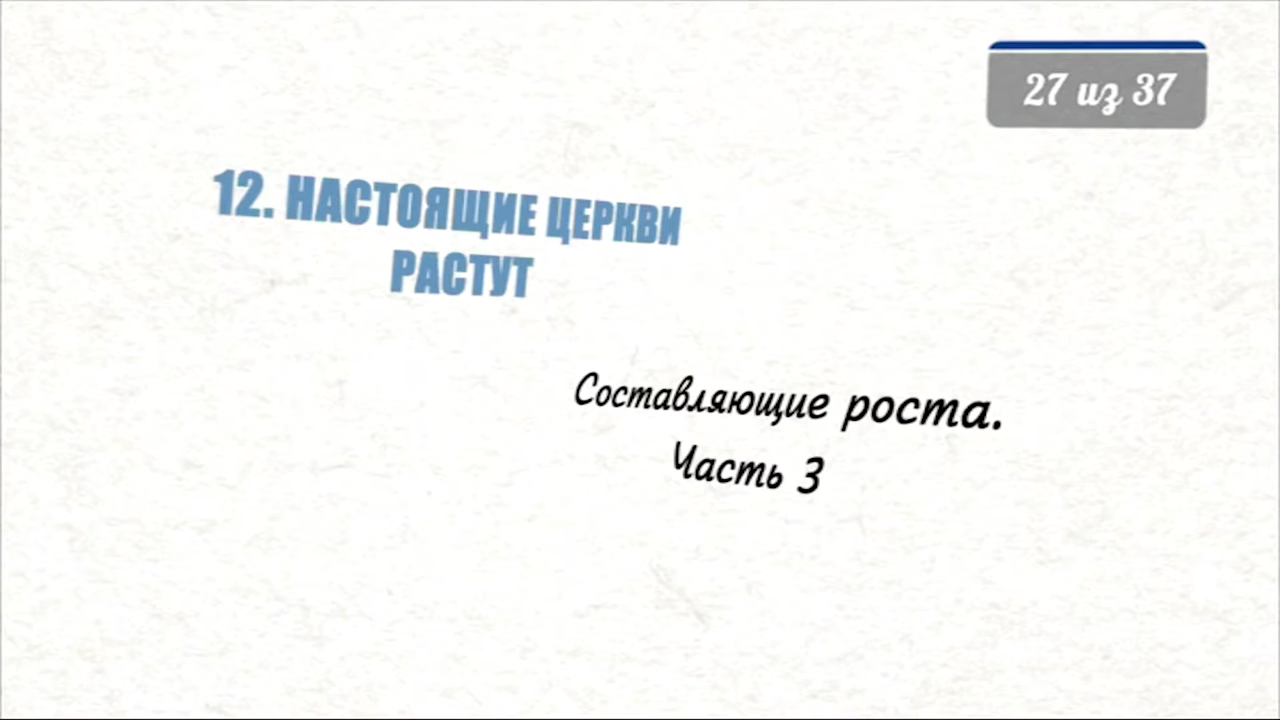 27 из 37
12. НАСТОЯЩИЕ ЦЕРКВИ
РАСТУТ
Составляющие роста.
Часть 3